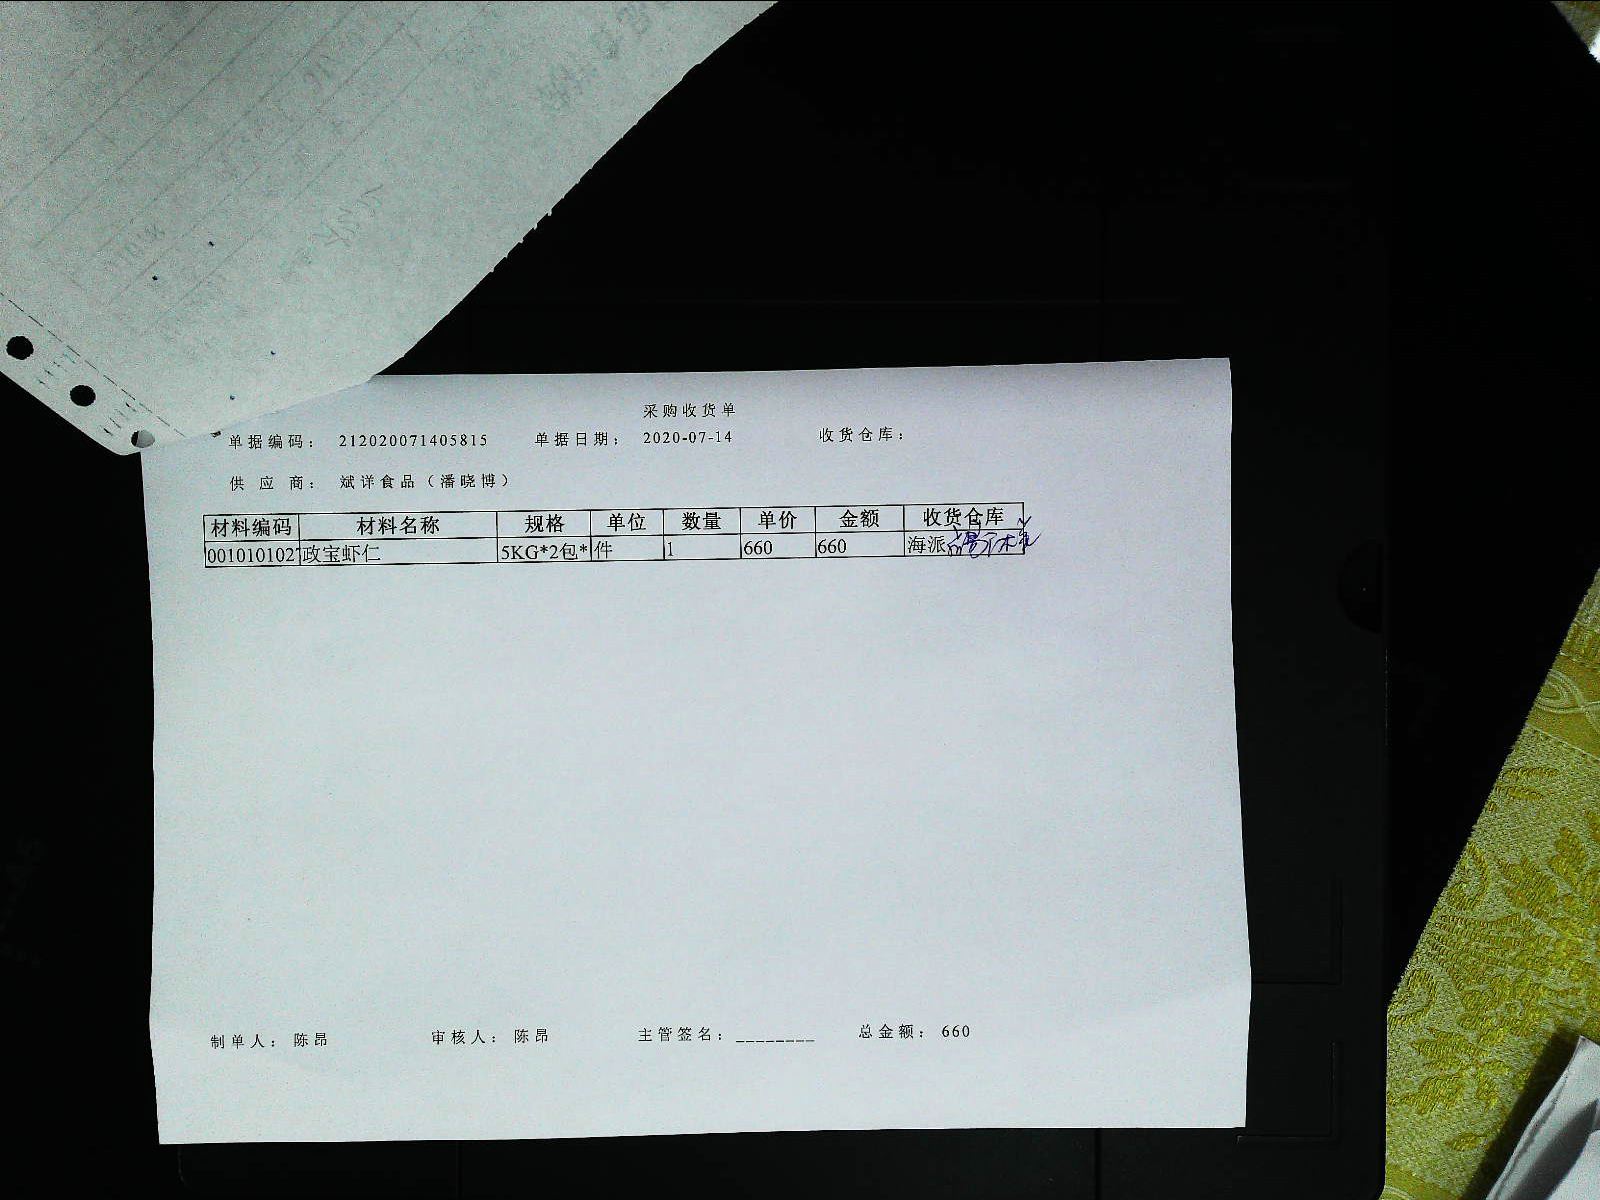 采购收货单
单据编码： 212020071405815 单据日期： 2020-07-14 收货仓库：
供 应 商： 斌详食品（潘晓博）
材料编码 材料名称 规格 单位 数量 单价 金额 收货仓库
001010102 政宝虾仁 5KG*2包* 件 1 660 660 海派
制单人： 陈昂 审核人： 陈昂 主管签名：________ 总金额： 660